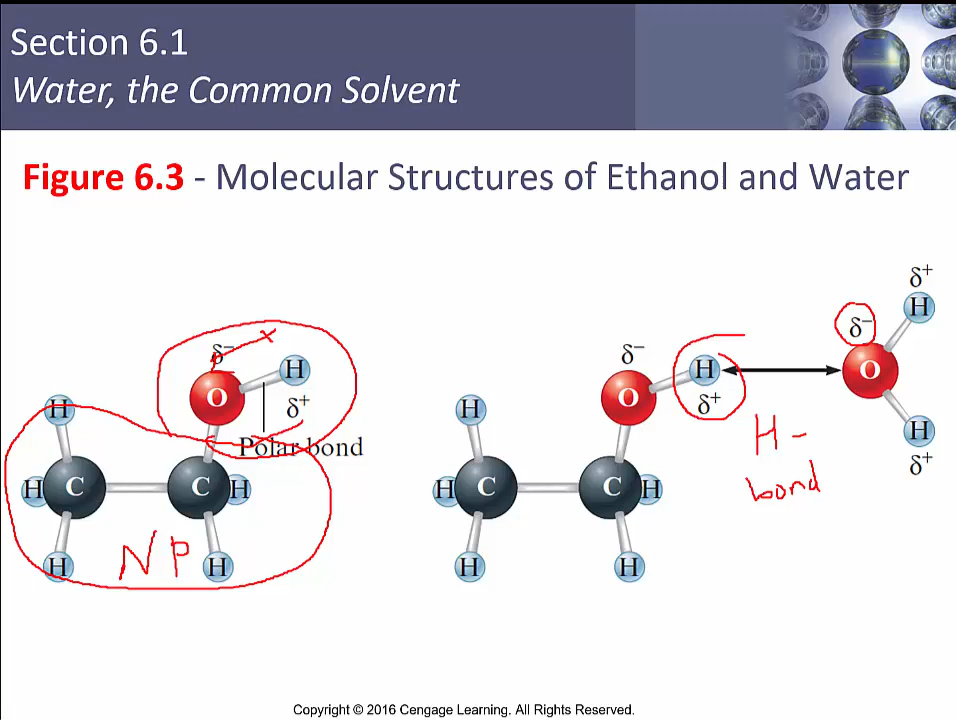 Section 6.1
Water, the Common Solvent
Figure 6.3 - Molecular Structures of Ethanol and Water
δ⁻
H
O
δ⁺
H
Polar bond
H
C
C
H
H
H
NP
δ⁻
H
O
δ⁺
H
H
C
C
H
H
H
δ⁺
H
δ⁻
O
H
δ⁺
H -
bond
Copyright © 2016 Cengage Learning. All Rights Reserved.